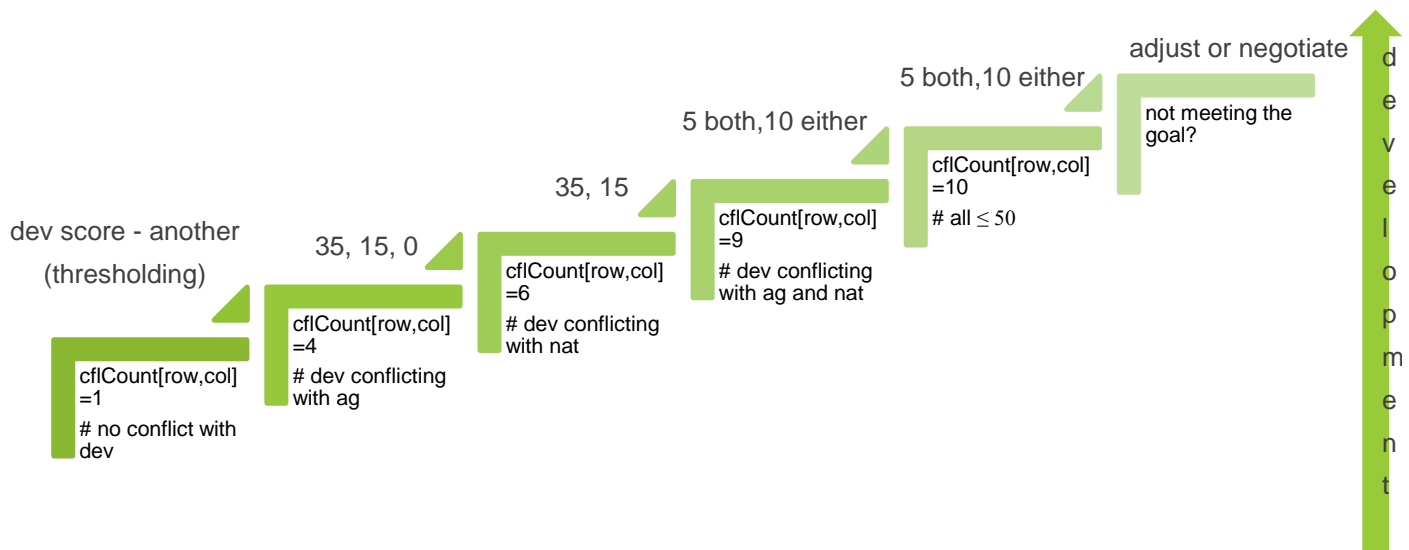 dev score - another
(thresholding)
cflCount[row,col]
=1
# no conflict with
dev
35, 15, 0
cflCount[row,col]
=4
# dev conflicting
with ag
35, 15
cflCount[row,col]
=6
# dev conflicting
with nat
5 both,10 either
cflCount[row,col]
=9
# dev conflicting
with ag and nat
5 both,10 either
cflCount[row,col]
=10
# all ≤ 50
adjust or negotiate
not meeting the
goal?
development